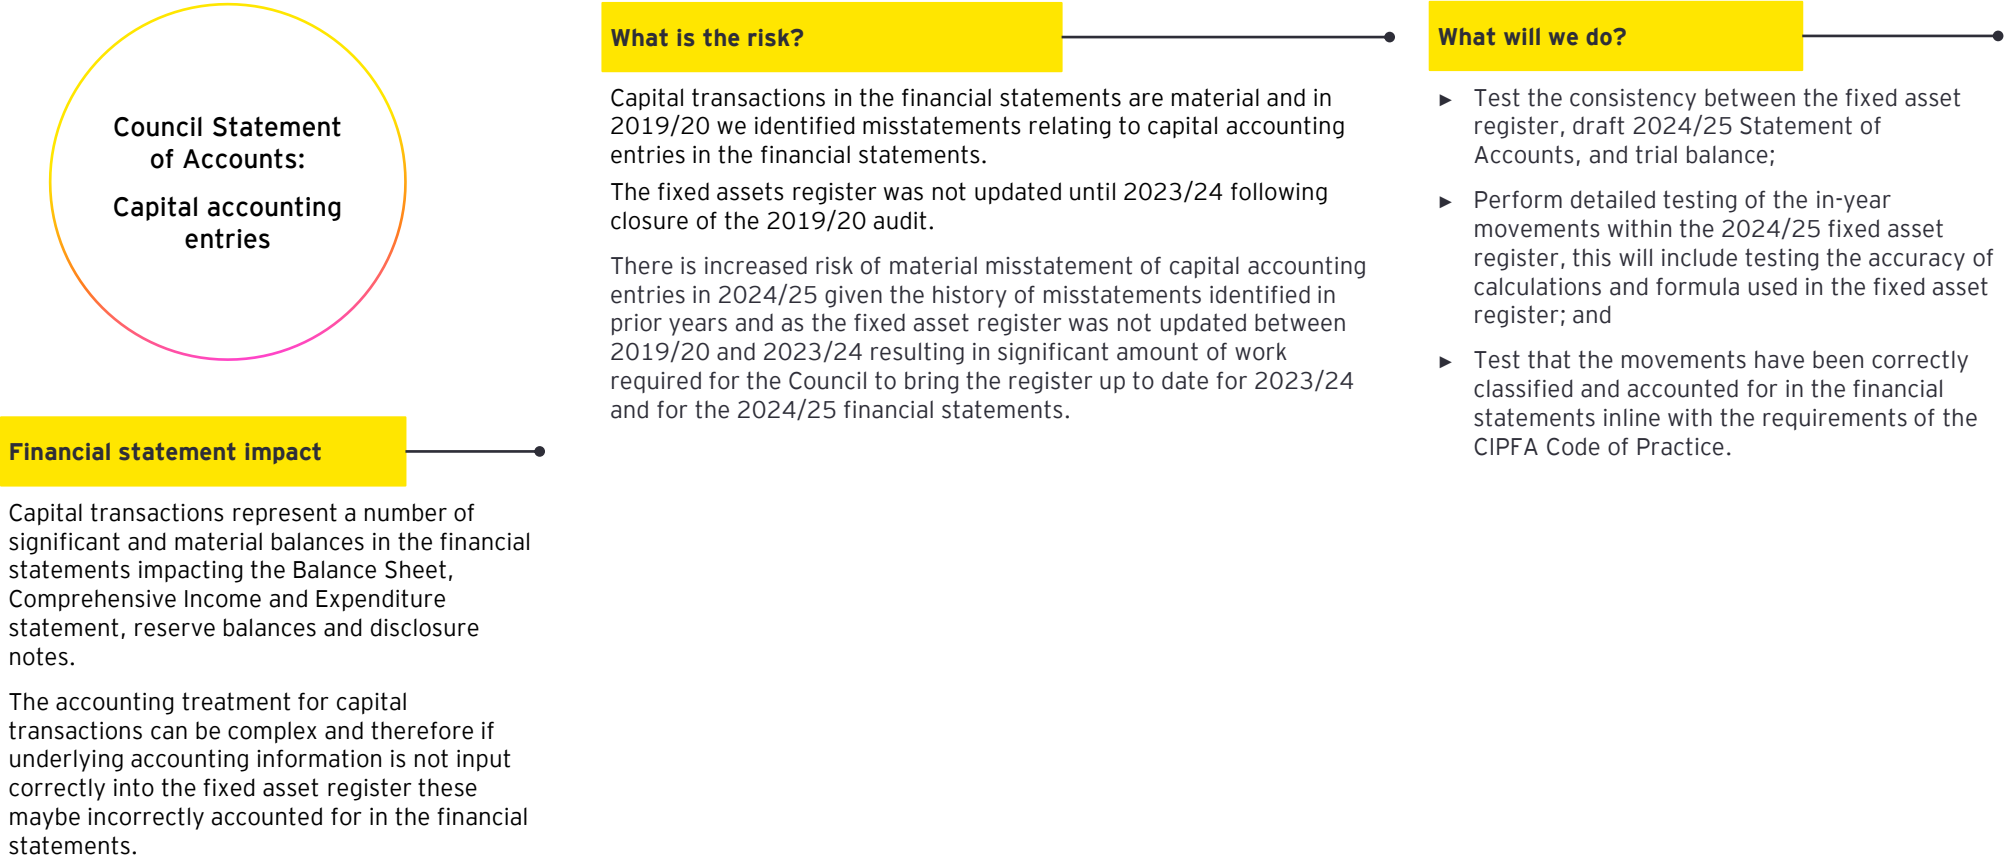 Council Statement
of Accounts:
Capital accounting
entries
Financial statement impact
Capital transactions represent a number of
significant and material balances in the financial
statements impacting the Balance Sheet,
Comprehensive Income and Expenditure
statement, reserve balances and disclosure
notes.
The accounting treatment for capital
transactions can be complex and therefore if
underlying accounting information is not input
correctly into the fixed asset register these
maybe incorrectly accounted for in the financial
statements.
What is the risk?
Capital transactions in the financial statements are material and in
2019/20 we identified misstatements relating to capital accounting
entries in the financial statements.
The fixed assets register was not updated until 2023/24 following
closure of the 2019/20 audit.
There is increased risk of material misstatement of capital accounting
entries in 2024/25 given the history of misstatements identified in
prior years and as the fixed asset register was not updated between
2019/20 and 2023/24 resulting in significant amount of work
required for the Council to bring the register up to date for 2023/24
and for the 2024/25 financial statements.
What will we do?
► Test the consistency between the fixed asset
register, draft 2024/25 Statement of
Accounts, and trial balance;
► Perform detailed testing of the in-year
movements within the 2024/25 fixed asset
register, this will include testing the accuracy of
calculations and formula used in the fixed asset
register; and
► Test that the movements have been correctly
classified and accounted for in the financial
statements inline with the requirements of the
CIPFA Code of Practice.